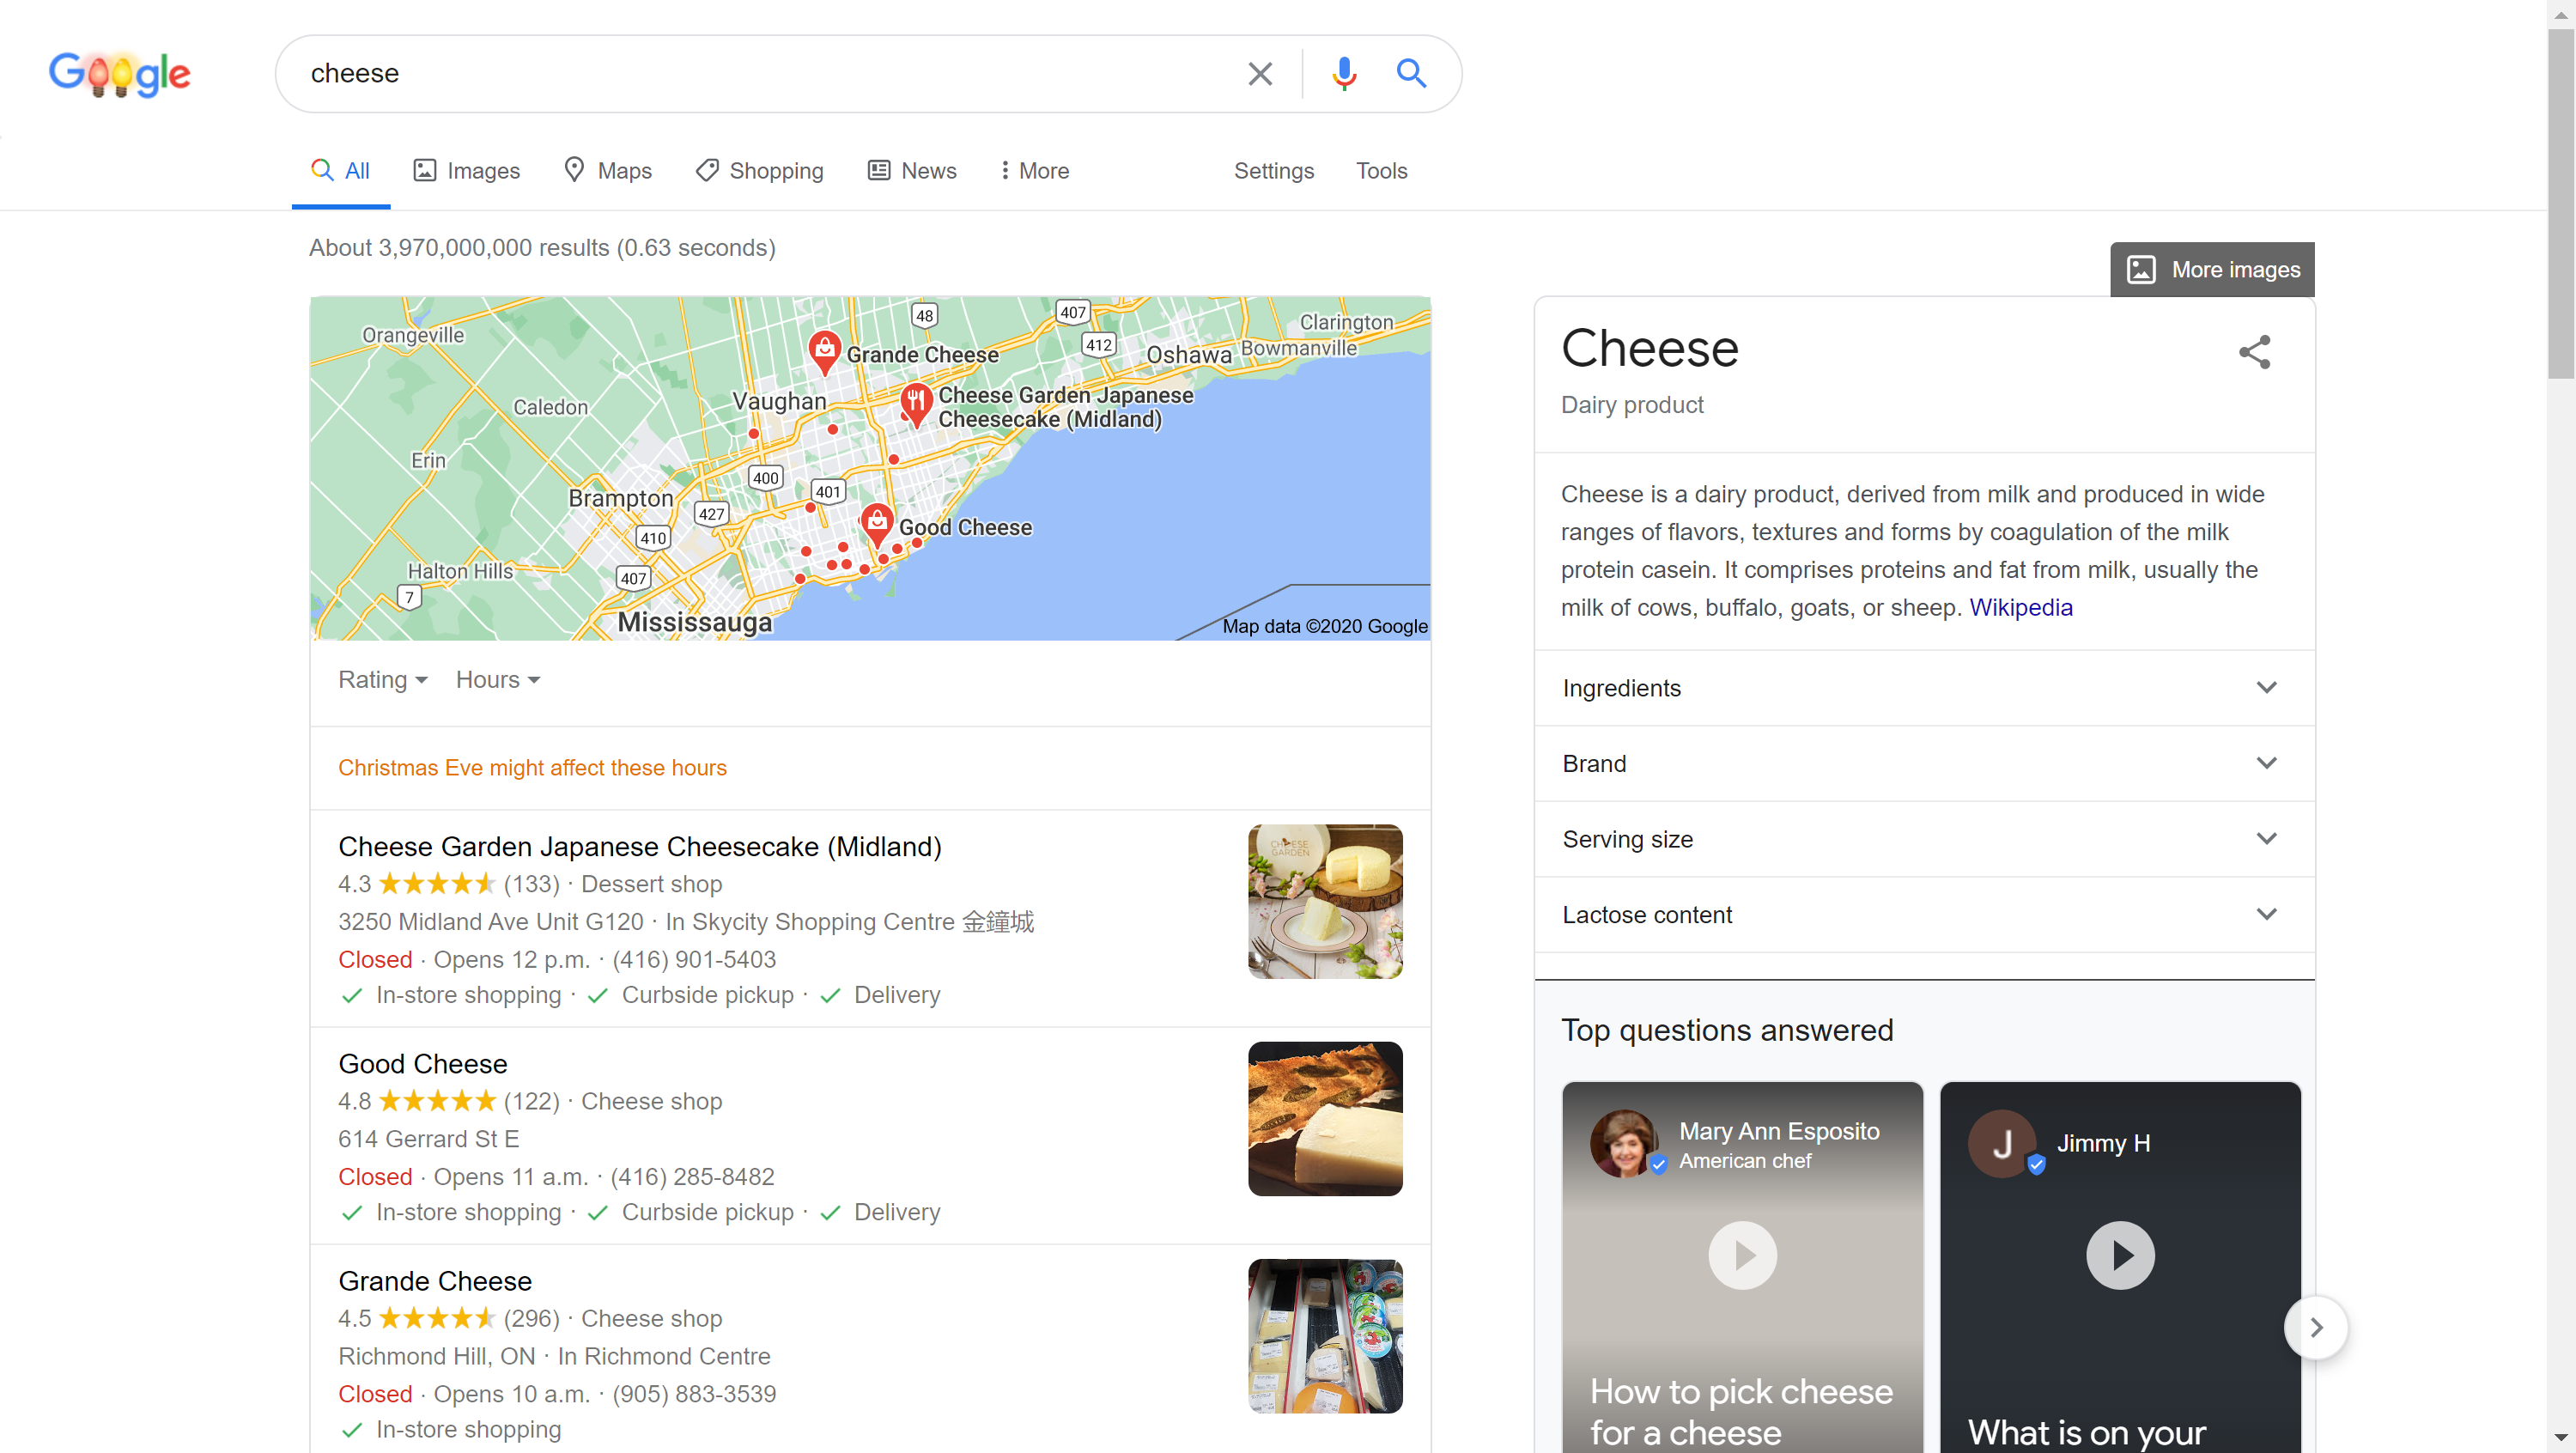 Google
cheese
All
Images
Maps
Shopping
News
More
Settings
Tools
About 3,970,000,000 results (0.63 seconds)
More images
Orangeville
48
407
Clarington
Grande Cheese
412
Oshawa
Bowmanville
Caledon
Vaughan
Cheese Garden Japanese
Cheesecake (Midland)
Erin
400
401
Brampton
427
410
Good Cheese
Halton Hills
407
7
Mississauga
Map data ©2020 Google
Rating
Hours
Christmas Eve might affect these hours
Cheese Garden Japanese Cheesecake (Midland)
4.3 (133) · Dessert shop
3250 Midland Ave Unit G120 · In Skycity Shopping Centre 金鐘城
Closed · Opens 12 p.m. · (416) 901-5403
In-store shopping · Curbside pickup · Delivery
CHEESE
GARDEN
Good Cheese
4.8 (122) · Cheese shop
614 Gerrard St E
Closed · Opens 11 a.m. · (416) 285-8482
In-store shopping · Curbside pickup · Delivery
Grande Cheese
4.5 (296) · Cheese shop
Richmond Hill, ON · In Richmond Centre
Closed · Opens 10 a.m. · (905) 883-3539
In-store shopping
Cheese
Dairy product
Cheese is a dairy product, derived from milk and produced in wide
ranges of flavors, textures and forms by coagulation of the milk
protein casein. It comprises proteins and fat from milk, usually the
milk of cows, buffalo, goats, or sheep. Wikipedia
Ingredients
Brand
Serving size
Lactose content
Top questions answered
Mary Ann Esposito
American chef
How to pick cheese
for a cheese
J
Jimmy H
What is on your